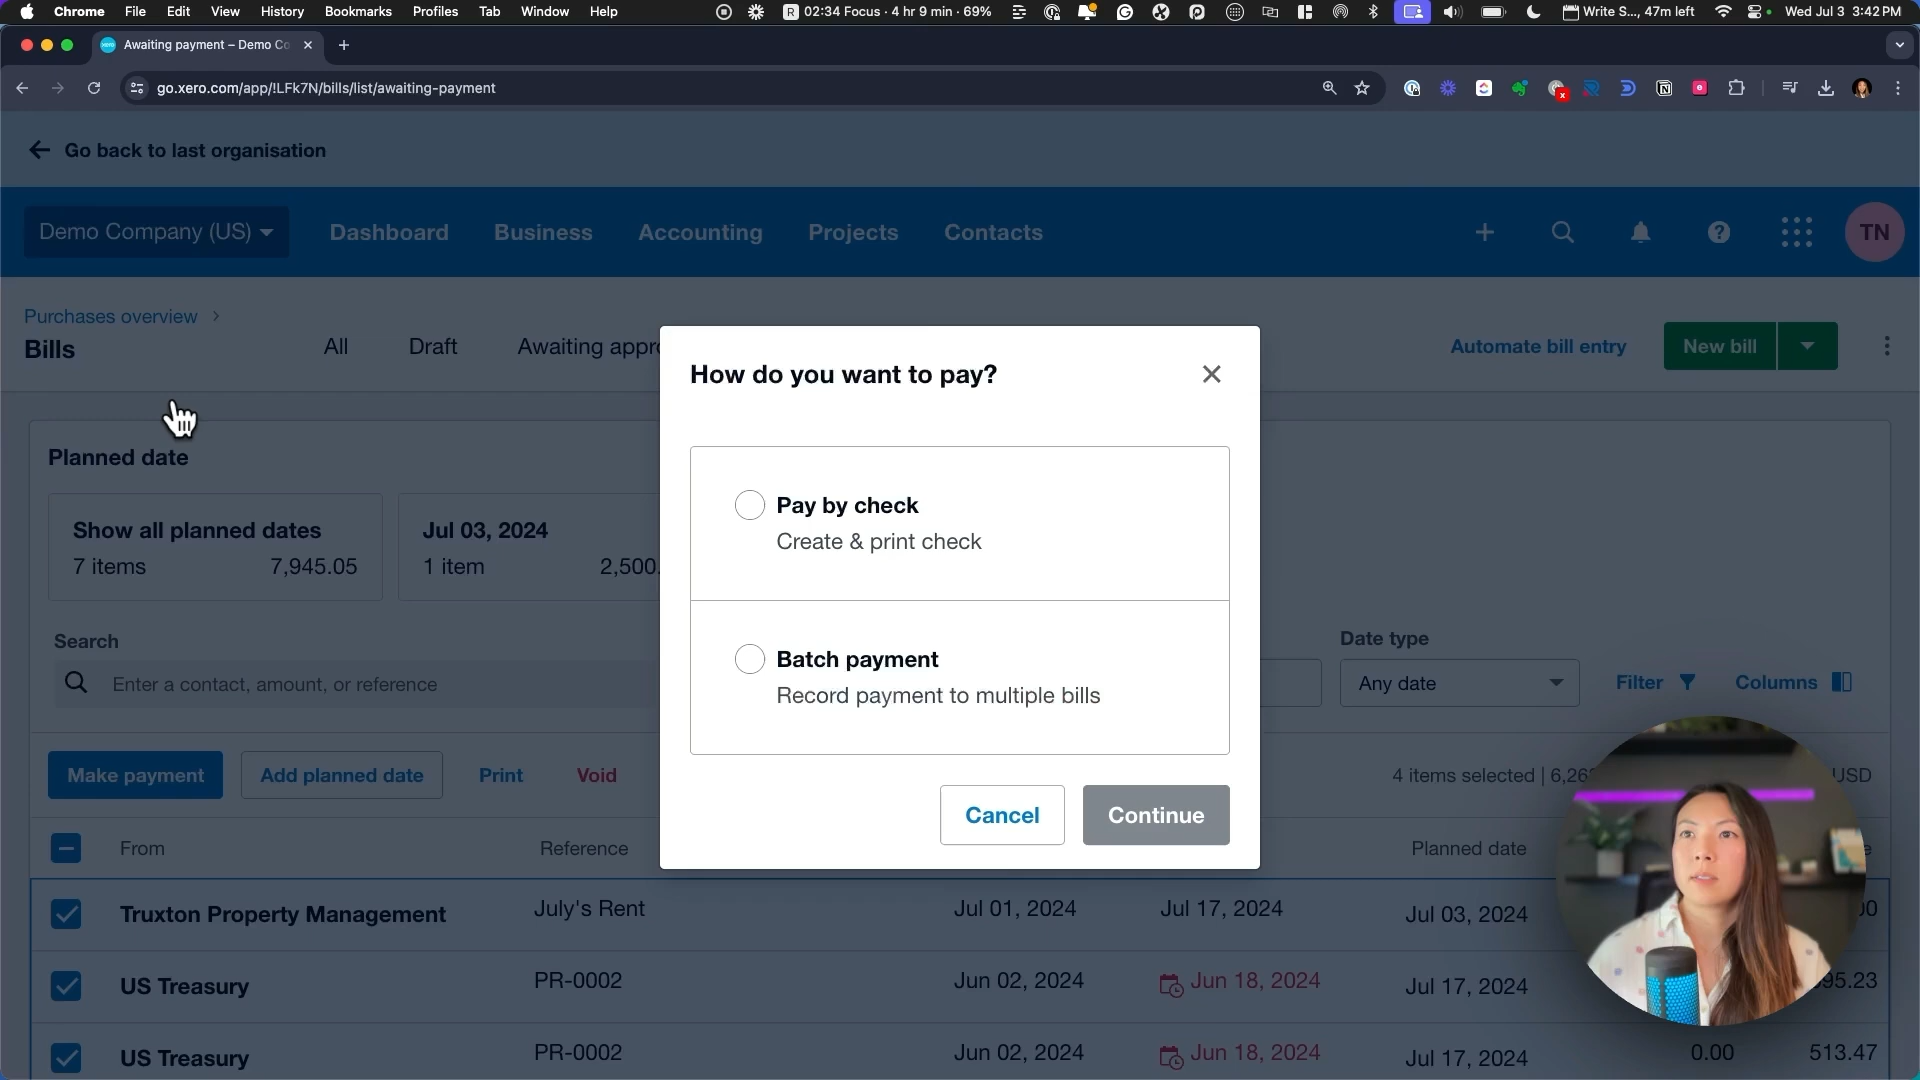 Chrome File Edit View History Bookmarks Profiles Tab Window Help
02:34 Focus · 4 hr 9 min · 69%
Write S..., 47m left
Wed Jul 3 3:42 PM
Awaiting payment – Demo Co
go.xero.com/app/!LFk7N/bills/list/awaiting-payment
Go back to last organisation
Demo Company (US) Dashboard Business Accounting Projects Contacts
TN
Purchases overview
Bills
All Draft Awaiting appro
Automate bill entry
New bill
How do you want to pay?
Pay by check
Create & print check
Batch payment
Record payment to multiple bills
Cancel Continue
Planned date
Show all planned dates
7 items 7,945.05
Jul 03, 2024
1 item 2,500.
Search
Enter a contact, amount, or reference
Date type
Any date
Filter Columns
Make payment Add planned date Print Void
4 items selected | 6,26
USD
From Reference Planned date
Truxton Property Management July's Rent Jul 01, 2024 Jul 17, 2024 Jul 03, 2024
US Treasury PR-0002 Jun 02, 2024 Jun 18, 2024 Jul 17, 2024 95.23
US Treasury PR-0002 Jun 02, 2024 Jun 18, 2024 Jul 17, 2024 0.00 513.47